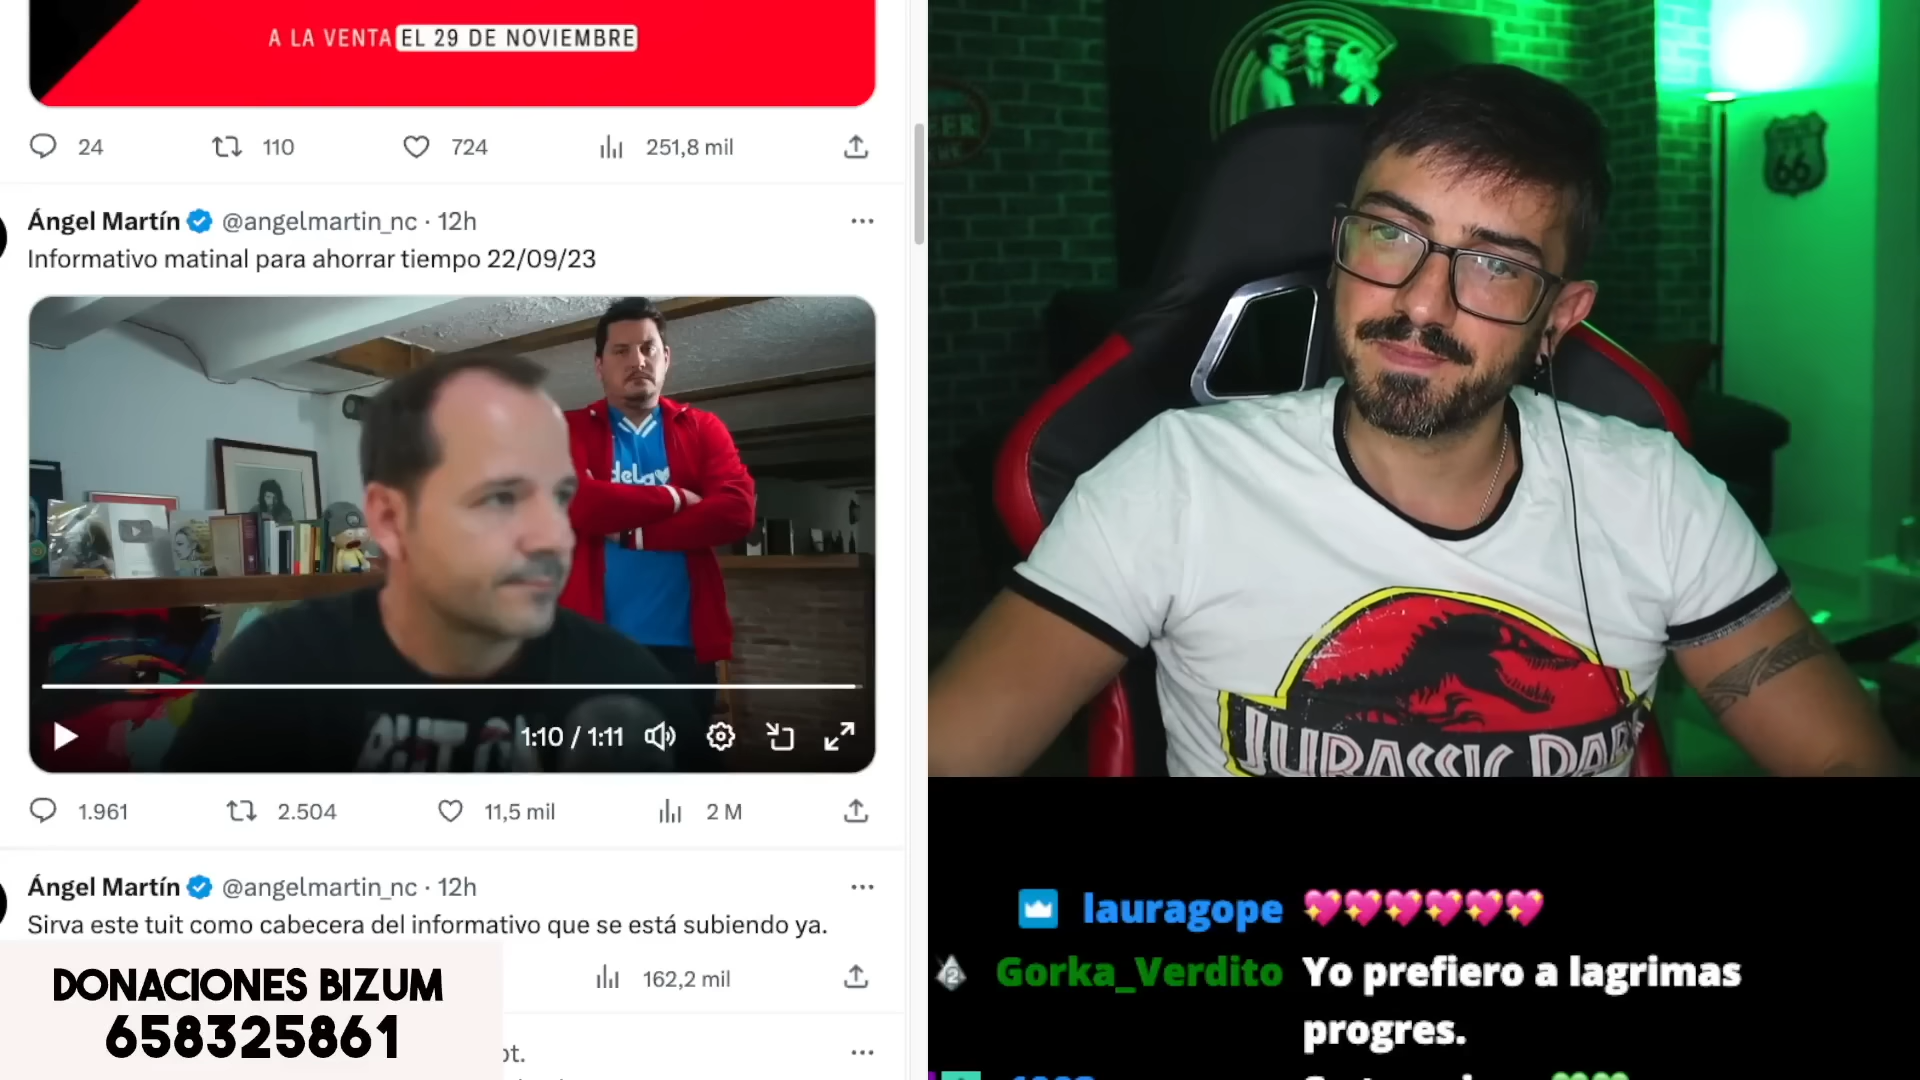 A LA VENTA EL 29 DE NOVIEMBRE
24 110 724 251,8 mil
Ángel Martín @angelmartin_nc · 12h
Informativo matinal para ahorrar tiempo 22/09/23
1:10 / 1:11
1.961 2.504 11,5 mil 2 M
Ángel Martín @angelmartin_nc · 12h
Sirva este tuit como cabecera del informativo que se está subiendo ya.
162,2 mil
DONACIONES BIZUM
658325861
66
JURASSIC PARK
lauragope 💖💖💖💖💖💖
Gorka_Verdito Yo prefiero a lagrimas
progres.